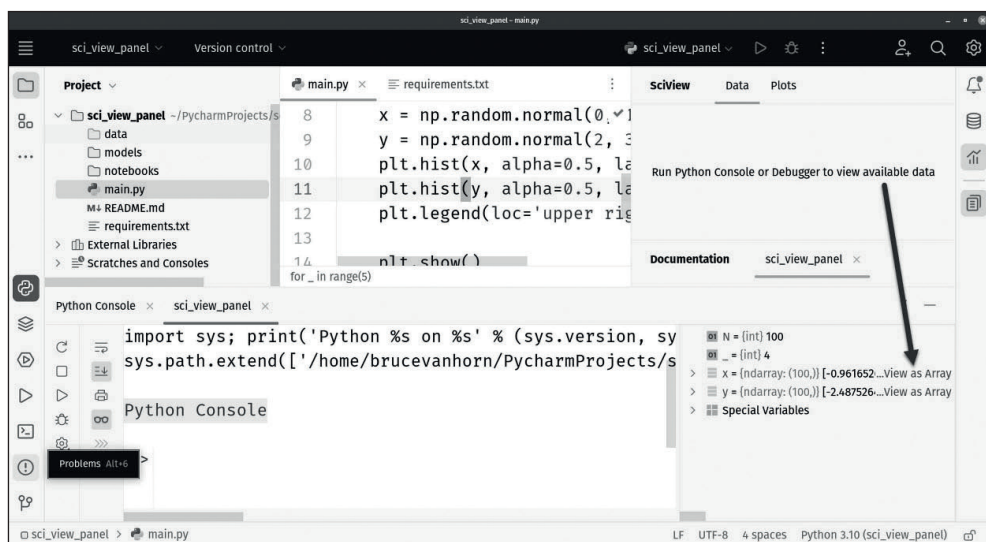 sci_view_panel – main.py
sci_view_panel
Version control
sci_view_panel
Project
sci_view_panel ~/PycharmProjects/s
data
models
notebooks
main.py
README.md
requirements.txt
External Libraries
Scratches and Consoles
main.py
requirements.txt
8 x = np.random.normal(0,
9 y = np.random.normal(2, 3
10 plt.hist(x, alpha=0.5, la
11 plt.hist(y, alpha=0.5, la
12 plt.legend(loc='upper rig
13
14 plt.show()
for _ in range(5)
SciView Data Plots
Run Python Console or Debugger to view available data
Documentation sci_view_panel
Python Console sci_view_panel
import sys; print('Python %s on %s' % (sys.version, sy
sys.path.extend(['/home/brucevanhorn/PycharmProjects/s
Python Console
>
Problems Alt+6
01 N = {int} 100
01 _ = {int} 4
x = {ndarray: (100,)} [-0.961652...View as Array
y = {ndarray: (100,)} [-2.487526...View as Array
Special Variables
sci_view_panel > main.py
LF UTF-8 4 spaces Python 3.10 (sci_view_panel)